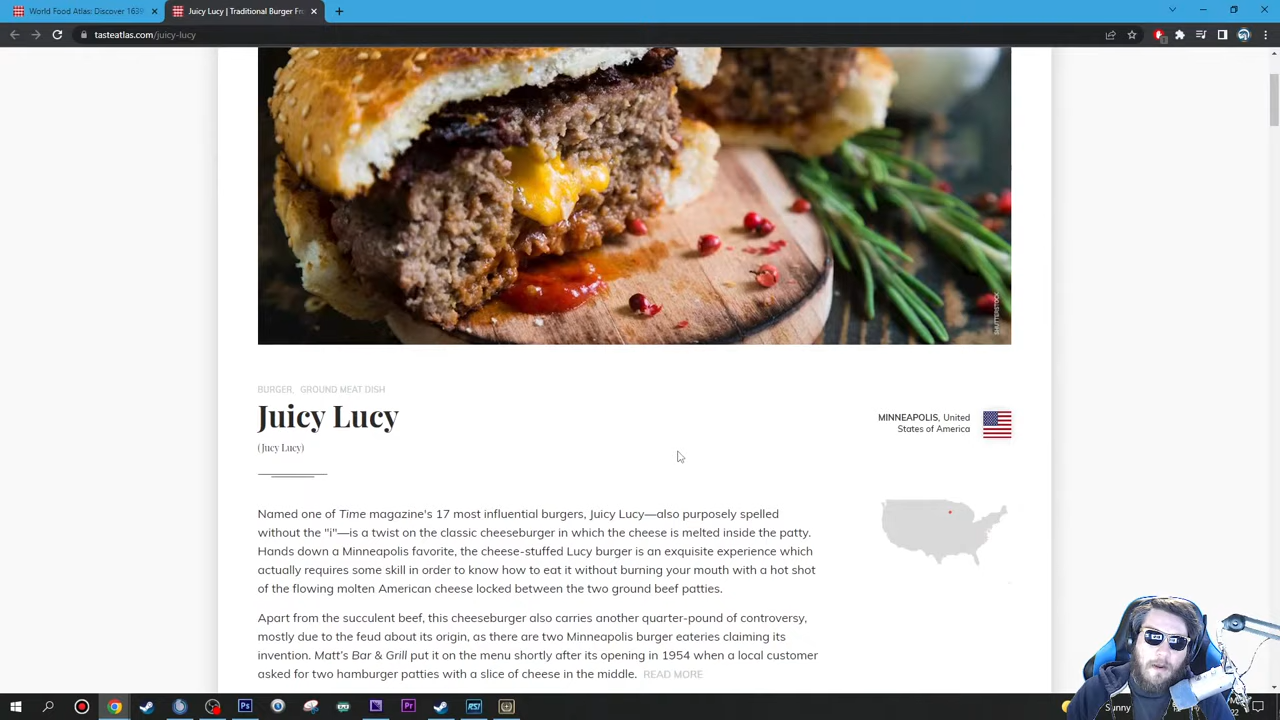 World Food Atlas: Discover 1639
Juicy Lucy | Traditional Burger Fr
tasteatlas.com/juicy-lucy
SHUTTERSTOCK
BURGER, GROUND MEAT DISH
Juicy Lucy
(Jucy Lucy)
MINNEAPOLIS, United
States of America
Named one of Time magazine's 17 most influential burgers, Juicy Lucy—also purposely spelled
without the "i"—is a twist on the classic cheeseburger in which the cheese is melted inside the patty.
Hands down a Minneapolis favorite, the cheese-stuffed Lucy burger is an exquisite experience which
actually requires some skill in order to know how to eat it without burning your mouth with a hot shot
of the flowing molten American cheese locked between the two ground beef patties.
Apart from the succulent beef, this cheeseburger also carries another quarter-pound of controversy,
mostly due to the feud about its origin, as there are two Minneapolis burger eateries claiming its
invention. Matt's Bar & Grill put it on the menu shortly after its opening in 1954 when a local customer
asked for two hamburger patties with a slice of cheese in the middle. READ MORE
Ps
Pr
RSI
Sunny